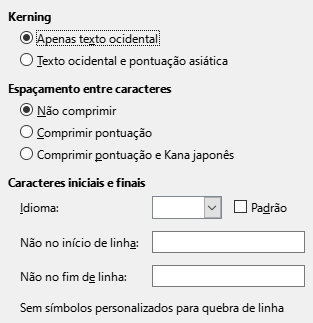 Kerning
Apenas texto ocidental
Texto ocidental e pontuação asiática
Espaçamento entre caracteres
Não comprimir
Comprimir pontuação
Comprimir pontuação e Kana japonês
Caracteres iniciais e finais
Idioma:
Padrão
Não no início de linha:
Não no fim de linha:
Sem símbolos personalizados para quebra de linha